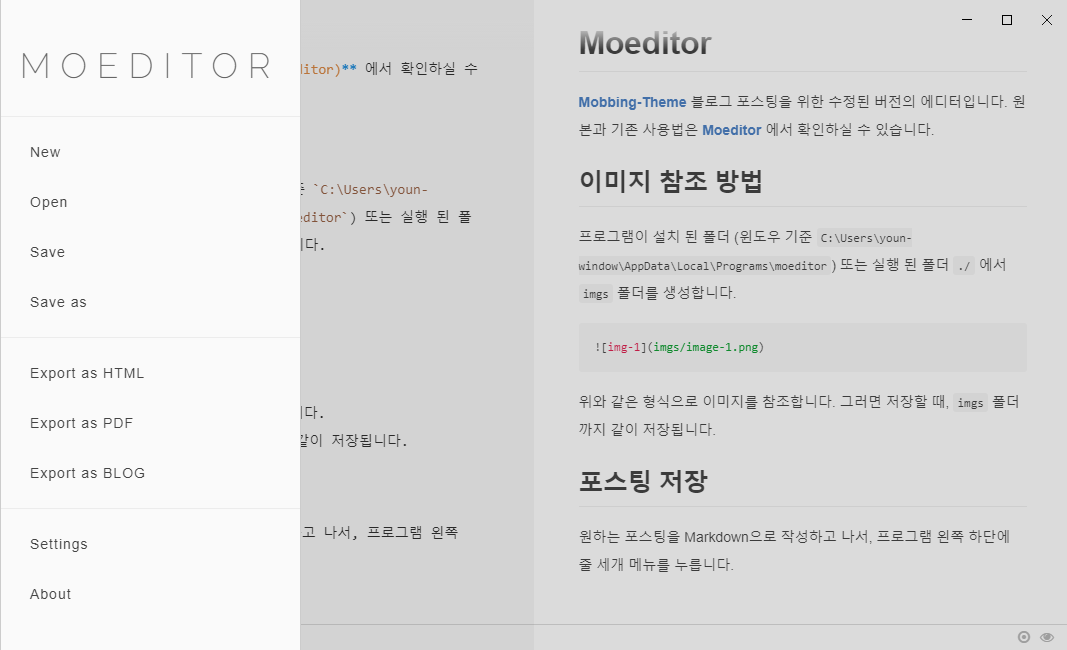 MOEDITOR
New
Open
Save
Save as
Export as HTML
Export as PDF
Export as BLOG
Settings
About
itor)** 에서 확인하실 수
`C:\Users\youn-
editor`) 또는 실행 된 폴
다.
다.
같이 저장됩니다.
고 나서, 프로그램 왼쪽
Moeditor
Mobbing-Theme 블로그 포스팅을 위한 수정된 버전의 에디터입니다. 원
본과 기존 사용법은 Moeditor 에서 확인하실 수 있습니다.
이미지 참조 방법
프로그램이 설치 된 폴더 (윈도우 기준 C:\Users\youn-
window\AppData\Local\Programs\moeditor ) 또는 실행 된 폴더 ./ 에서
imgs 폴더를 생성합니다.
![img-1](imgs/image-1.png)
위와 같은 형식으로 이미지를 참조합니다. 그러면 저장할 때, imgs 폴더
까지 같이 저장됩니다.
포스팅 저장
원하는 포스팅을 Markdown으로 작성하고 나서, 프로그램 왼쪽 하단에
줄 세개 메뉴를 누릅니다.